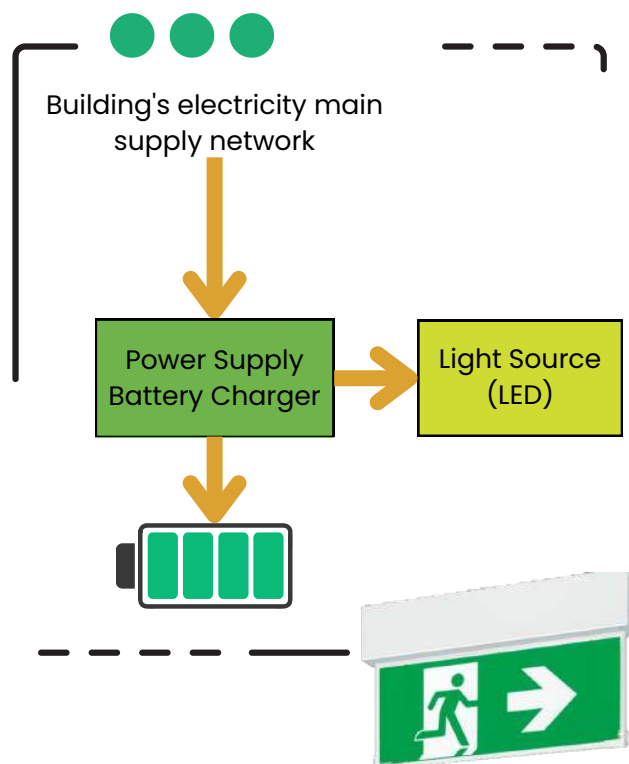 Building's electricity main
supply network
Power Supply
Battery Charger
Light Source
(LED)